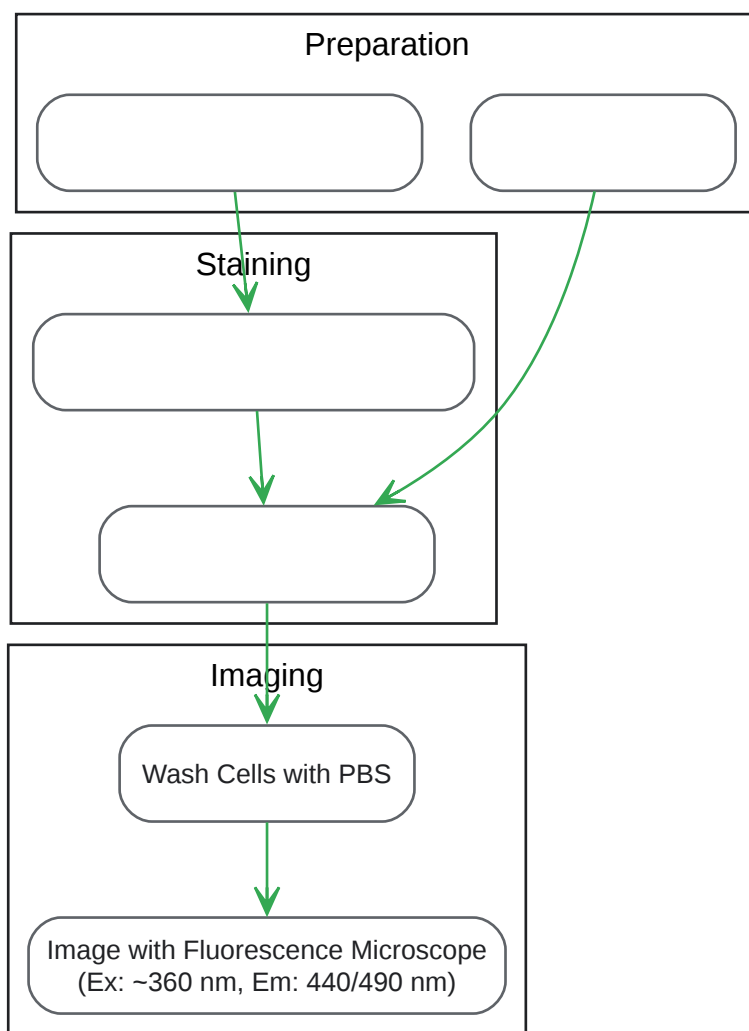 Preparation
Staining
Imaging
Wash Cells with PBS
Image with Fluorescence Microscope
(Ex: ~360 nm, Em: 440/490 nm)